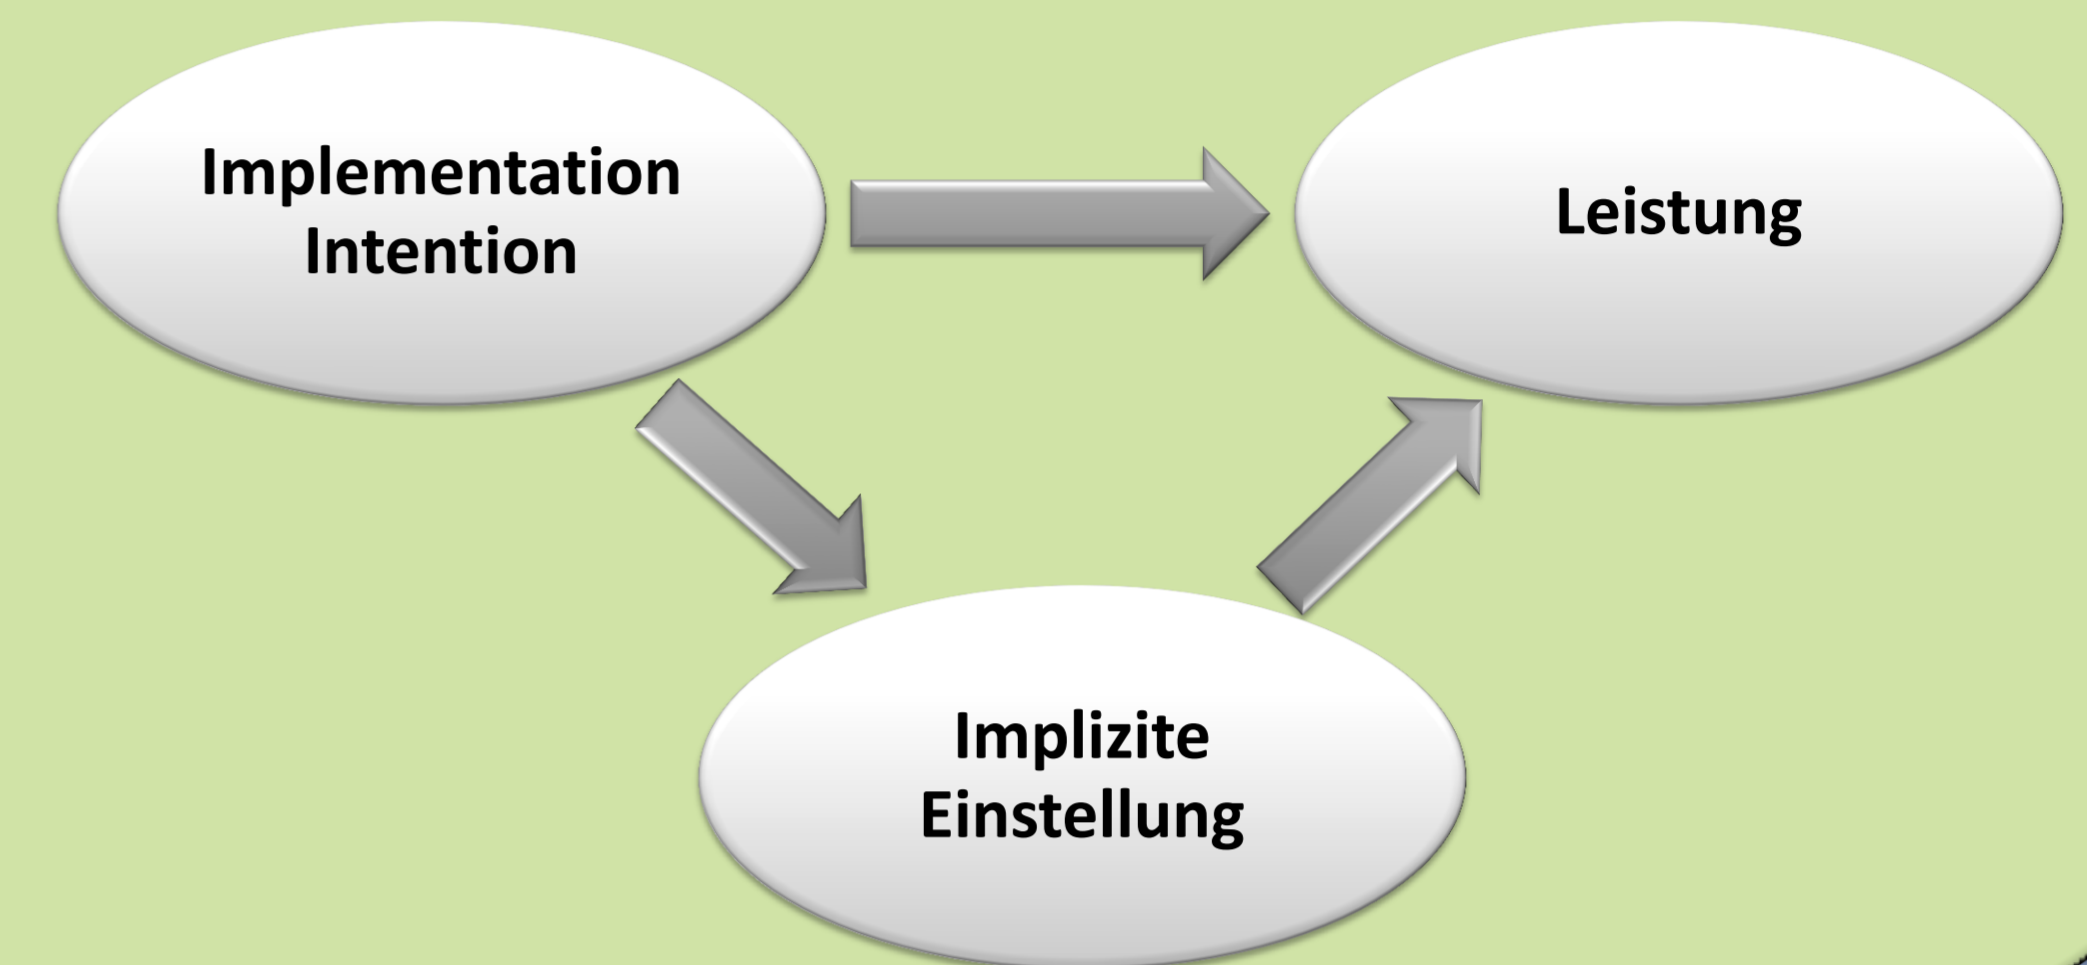 Implementation
Intention
Leistung
Implizite
Einstellung